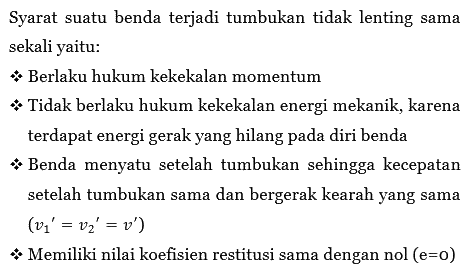 Syarat suatu benda terjadi tumbukan tidak lenting sama
sekali yaitu:
❖ Berlaku hukum kekekalan momentum
❖ Tidak berlaku hukum kekekalan energi mekanik, karena
terdapat energi gerak yang hilang pada diri benda
❖ Benda menyatu setelah tumbukan sehingga kecepatan
setelah tumbukan sama dan bergerak kearah yang sama
(v₁′ = v₂′ = v′)
❖ Memiliki nilai koefisien restitusi sama dengan nol (e=0)